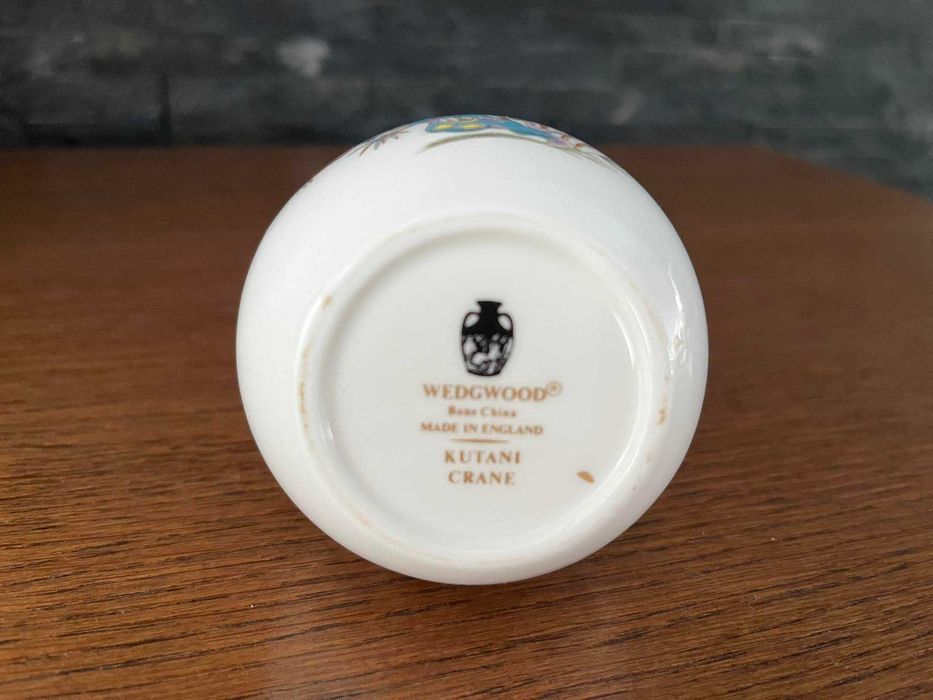 WEDGWOOD®
Bone China
MADE IN ENGLAND
KUTANI
CRANE